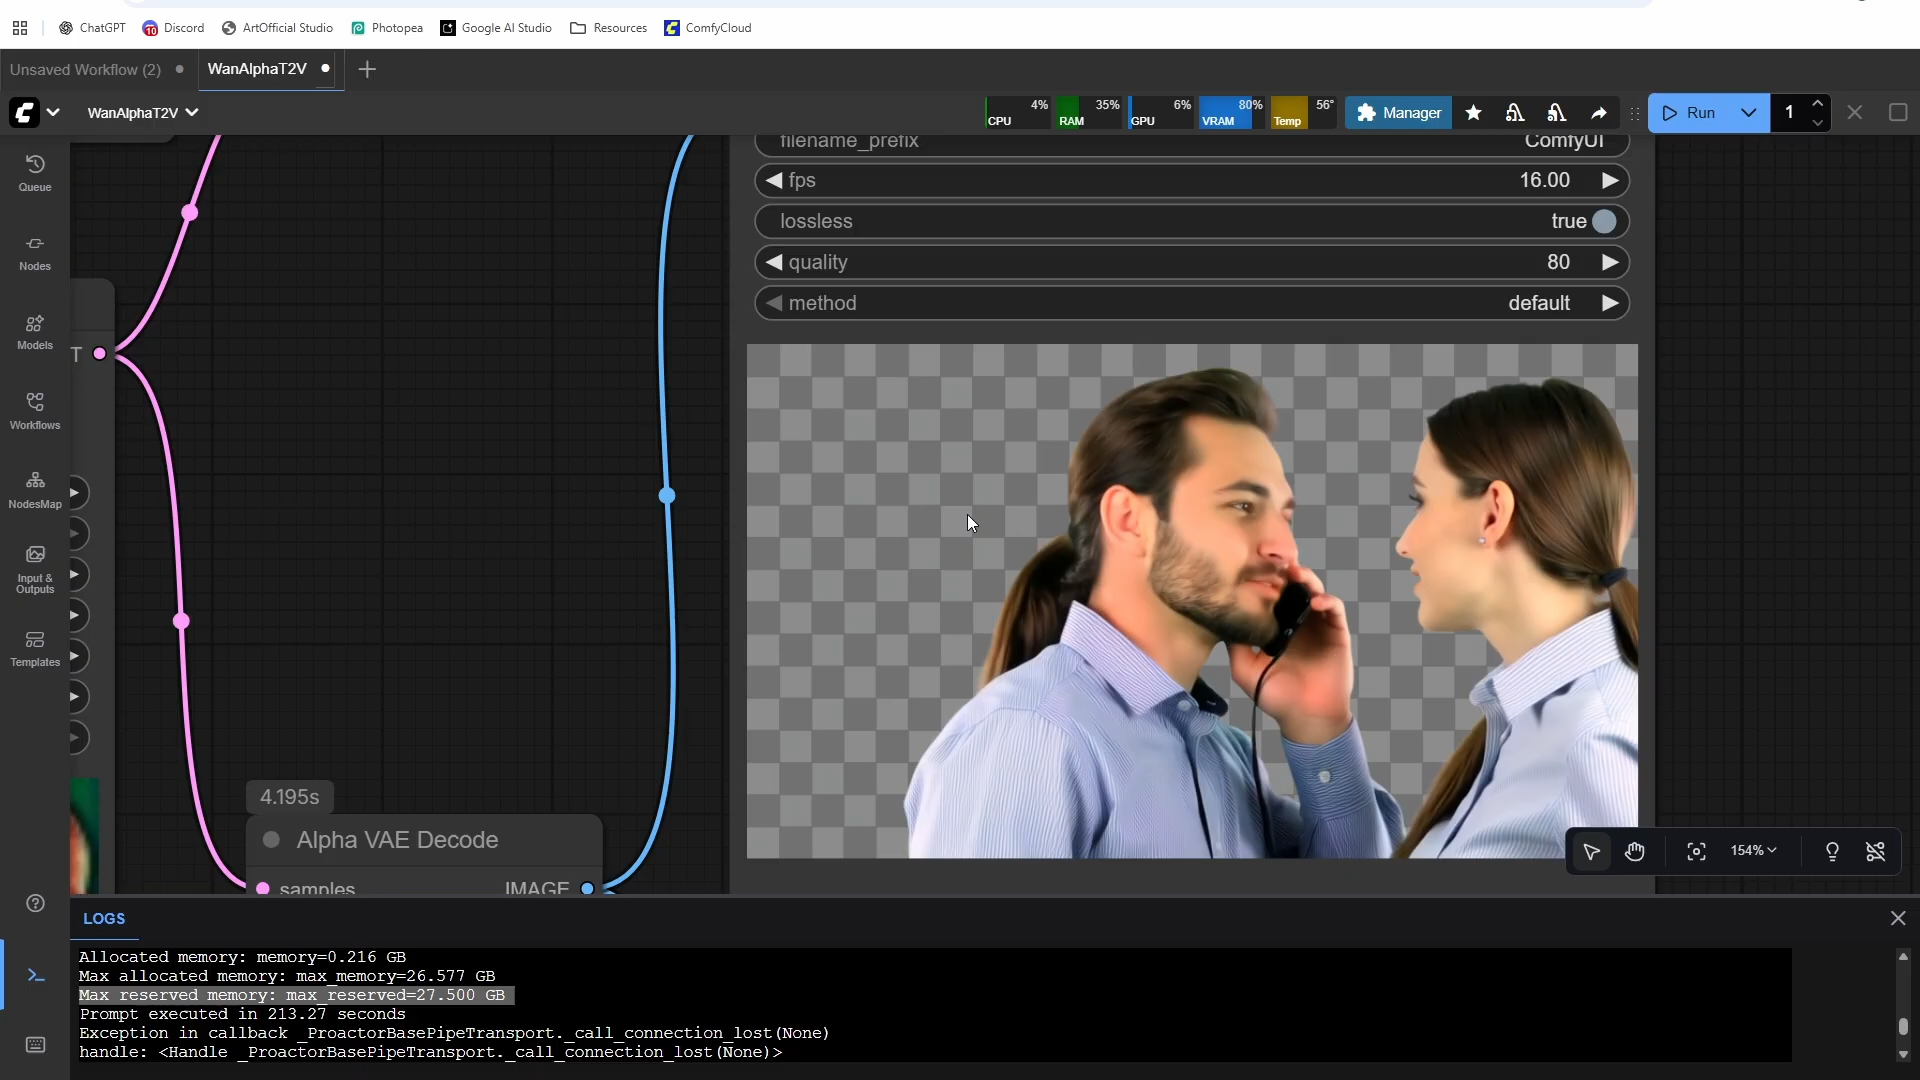 ChatGPT
10 Discord
ArtOfficial Studio
Photopea
Google AI Studio
Resources
ComfyCloud
Unsaved Workflow (2)
WanAlphaT2V
WanAlphaT2V
4%
CPU
35%
RAM
6%
GPU
80%
VRAM
56°
Temp
Manager
Run
1
Queue
Nodes
Models
Workflows
NodesMap
Input &
Outputs
Templates
filename_prefix ComfyUI
fps 16.00
lossless true
quality 80
method default
T
4.195s
Alpha VAE Decode
samples IMAGE
154%
LOGS
Allocated memory: memory=0.216 GB
Max allocated memory: max_memory=26.577 GB
Max reserved memory: max_reserved=27.500 GB
Prompt executed in 213.27 seconds
Exception in callback _ProactorBasePipeTransport._call_connection_lost(None)
handle: <Handle _ProactorBasePipeTransport._call_connection_lost(None)>